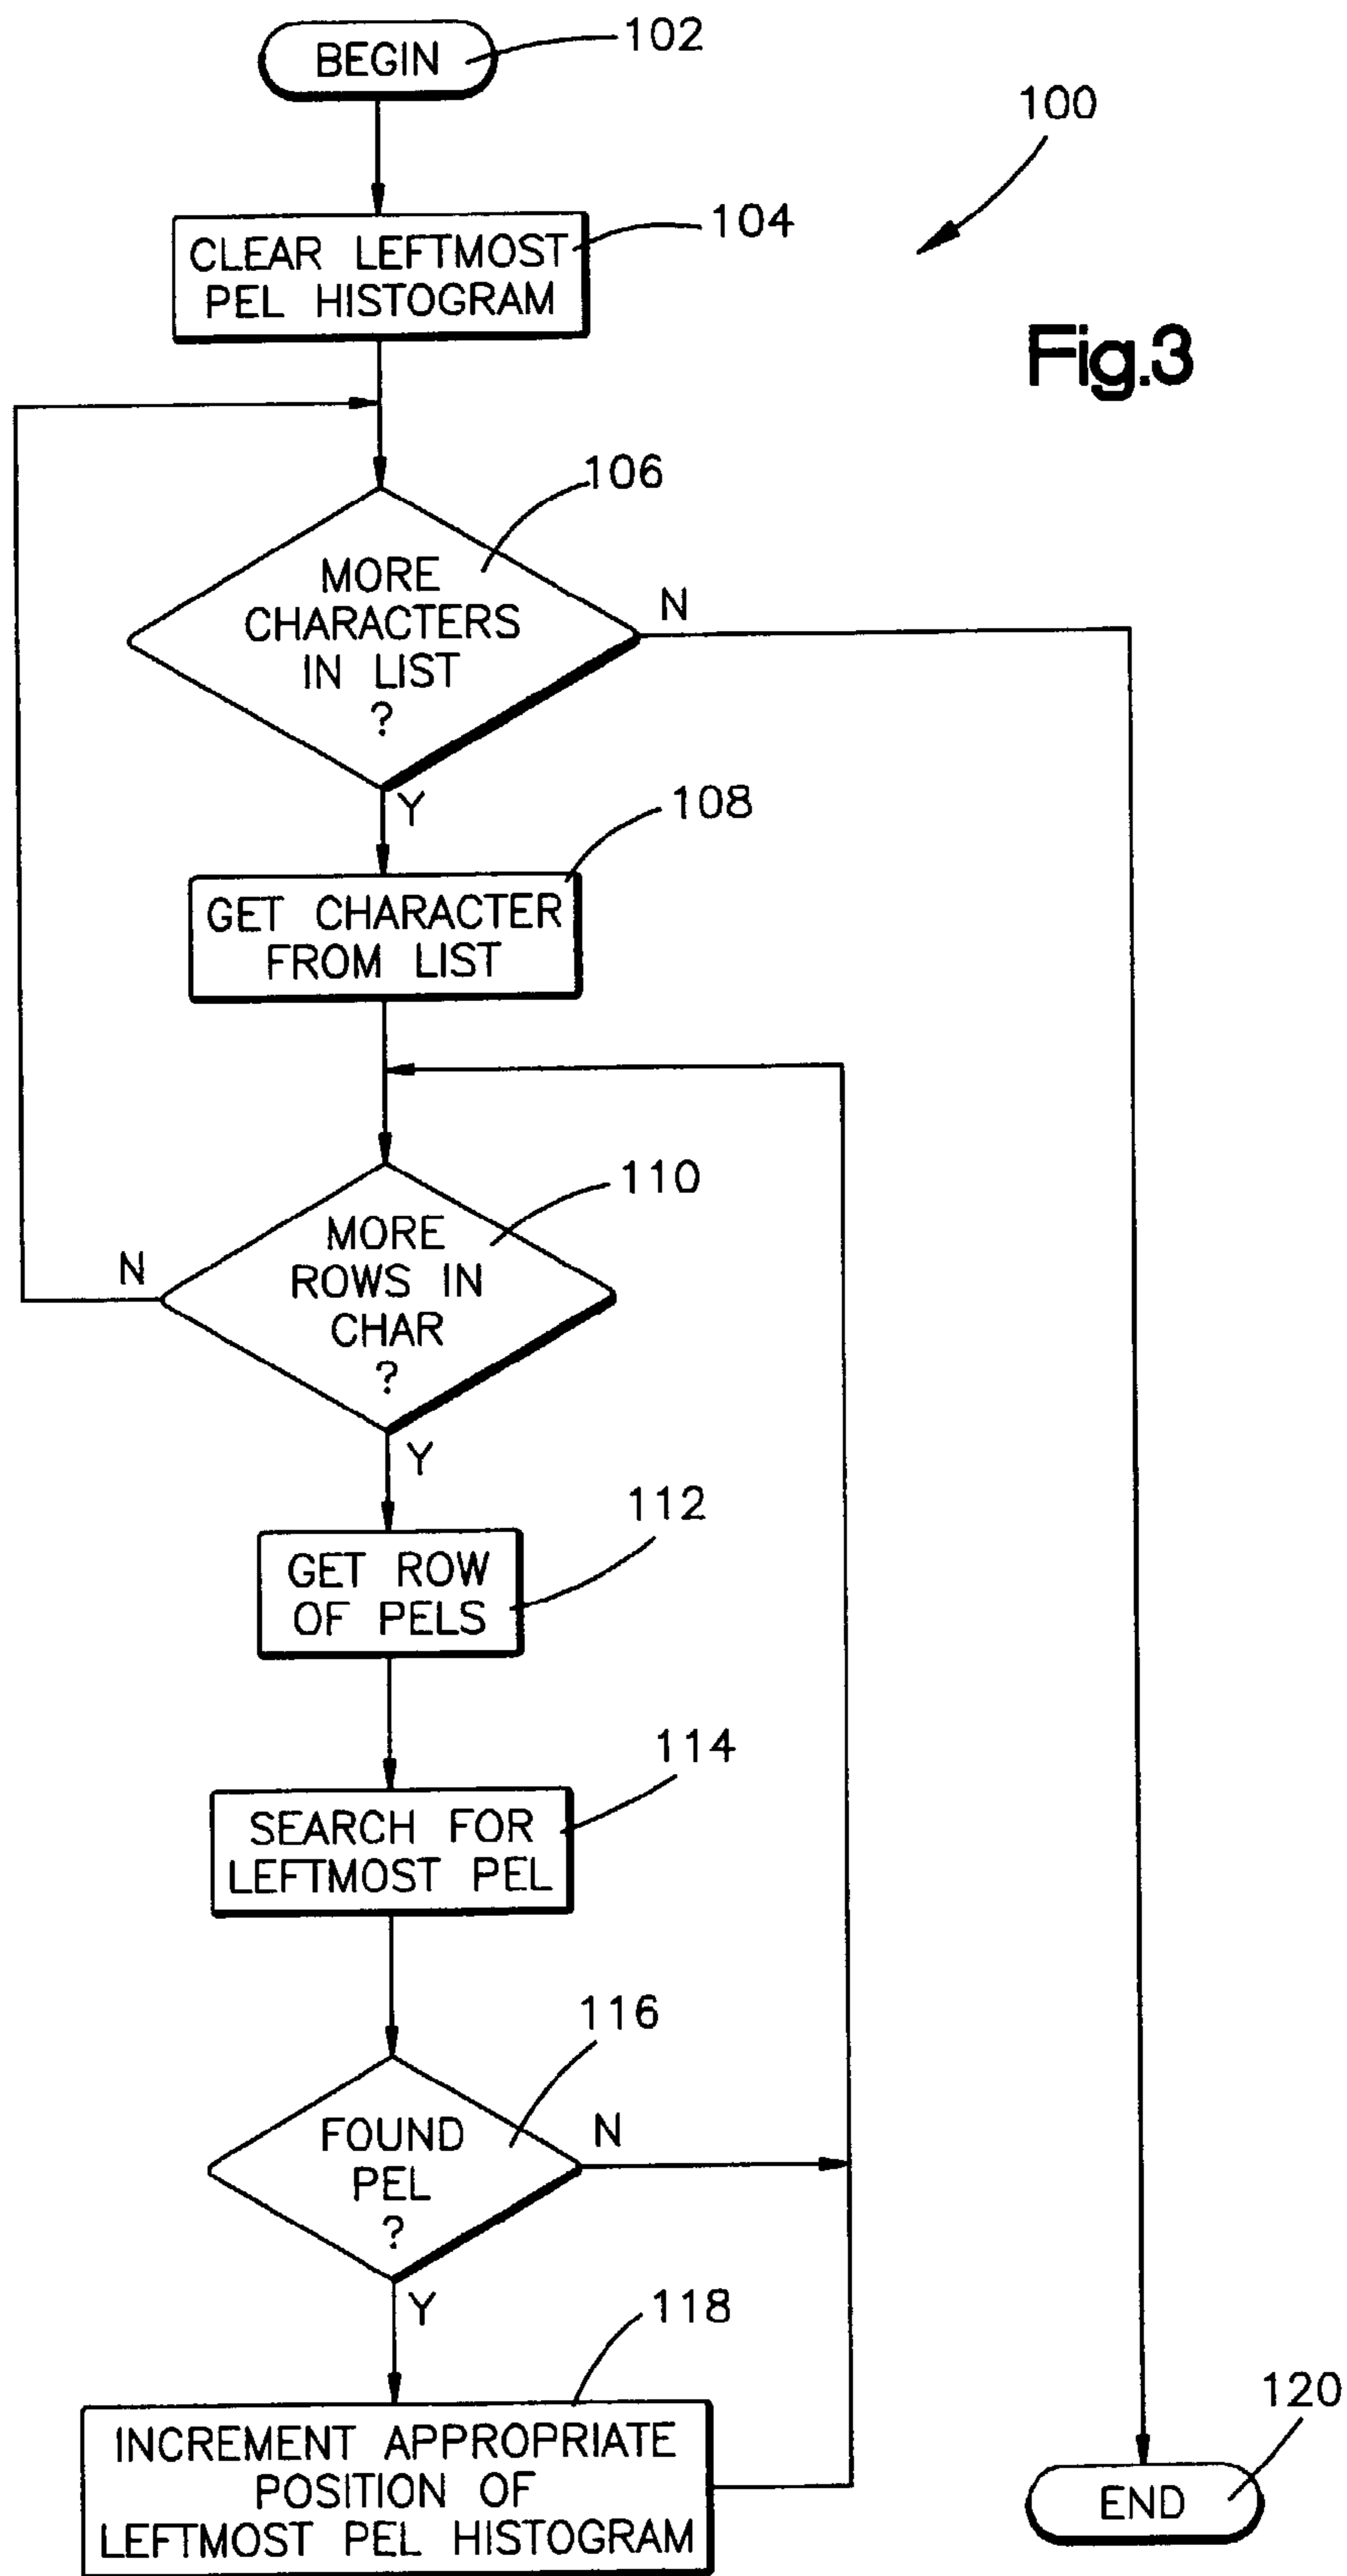 BEGIN
102
100
CLEAR LEFTMOST
PEL HISTOGRAM
104
Fig.3
106
MORE
CHARACTERS
IN LIST
?
N
Y
108
GET CHARACTER
FROM LIST
110
MORE
ROWS IN
CHAR
?
N
Y
112
GET ROW
OF PELS
114
SEARCH FOR
LEFTMOST PEL
116
FOUND
PEL
?
N
Y
118
INCREMENT APPROPRIATE
POSITION OF
LEFTMOST PEL HISTOGRAM
120
END